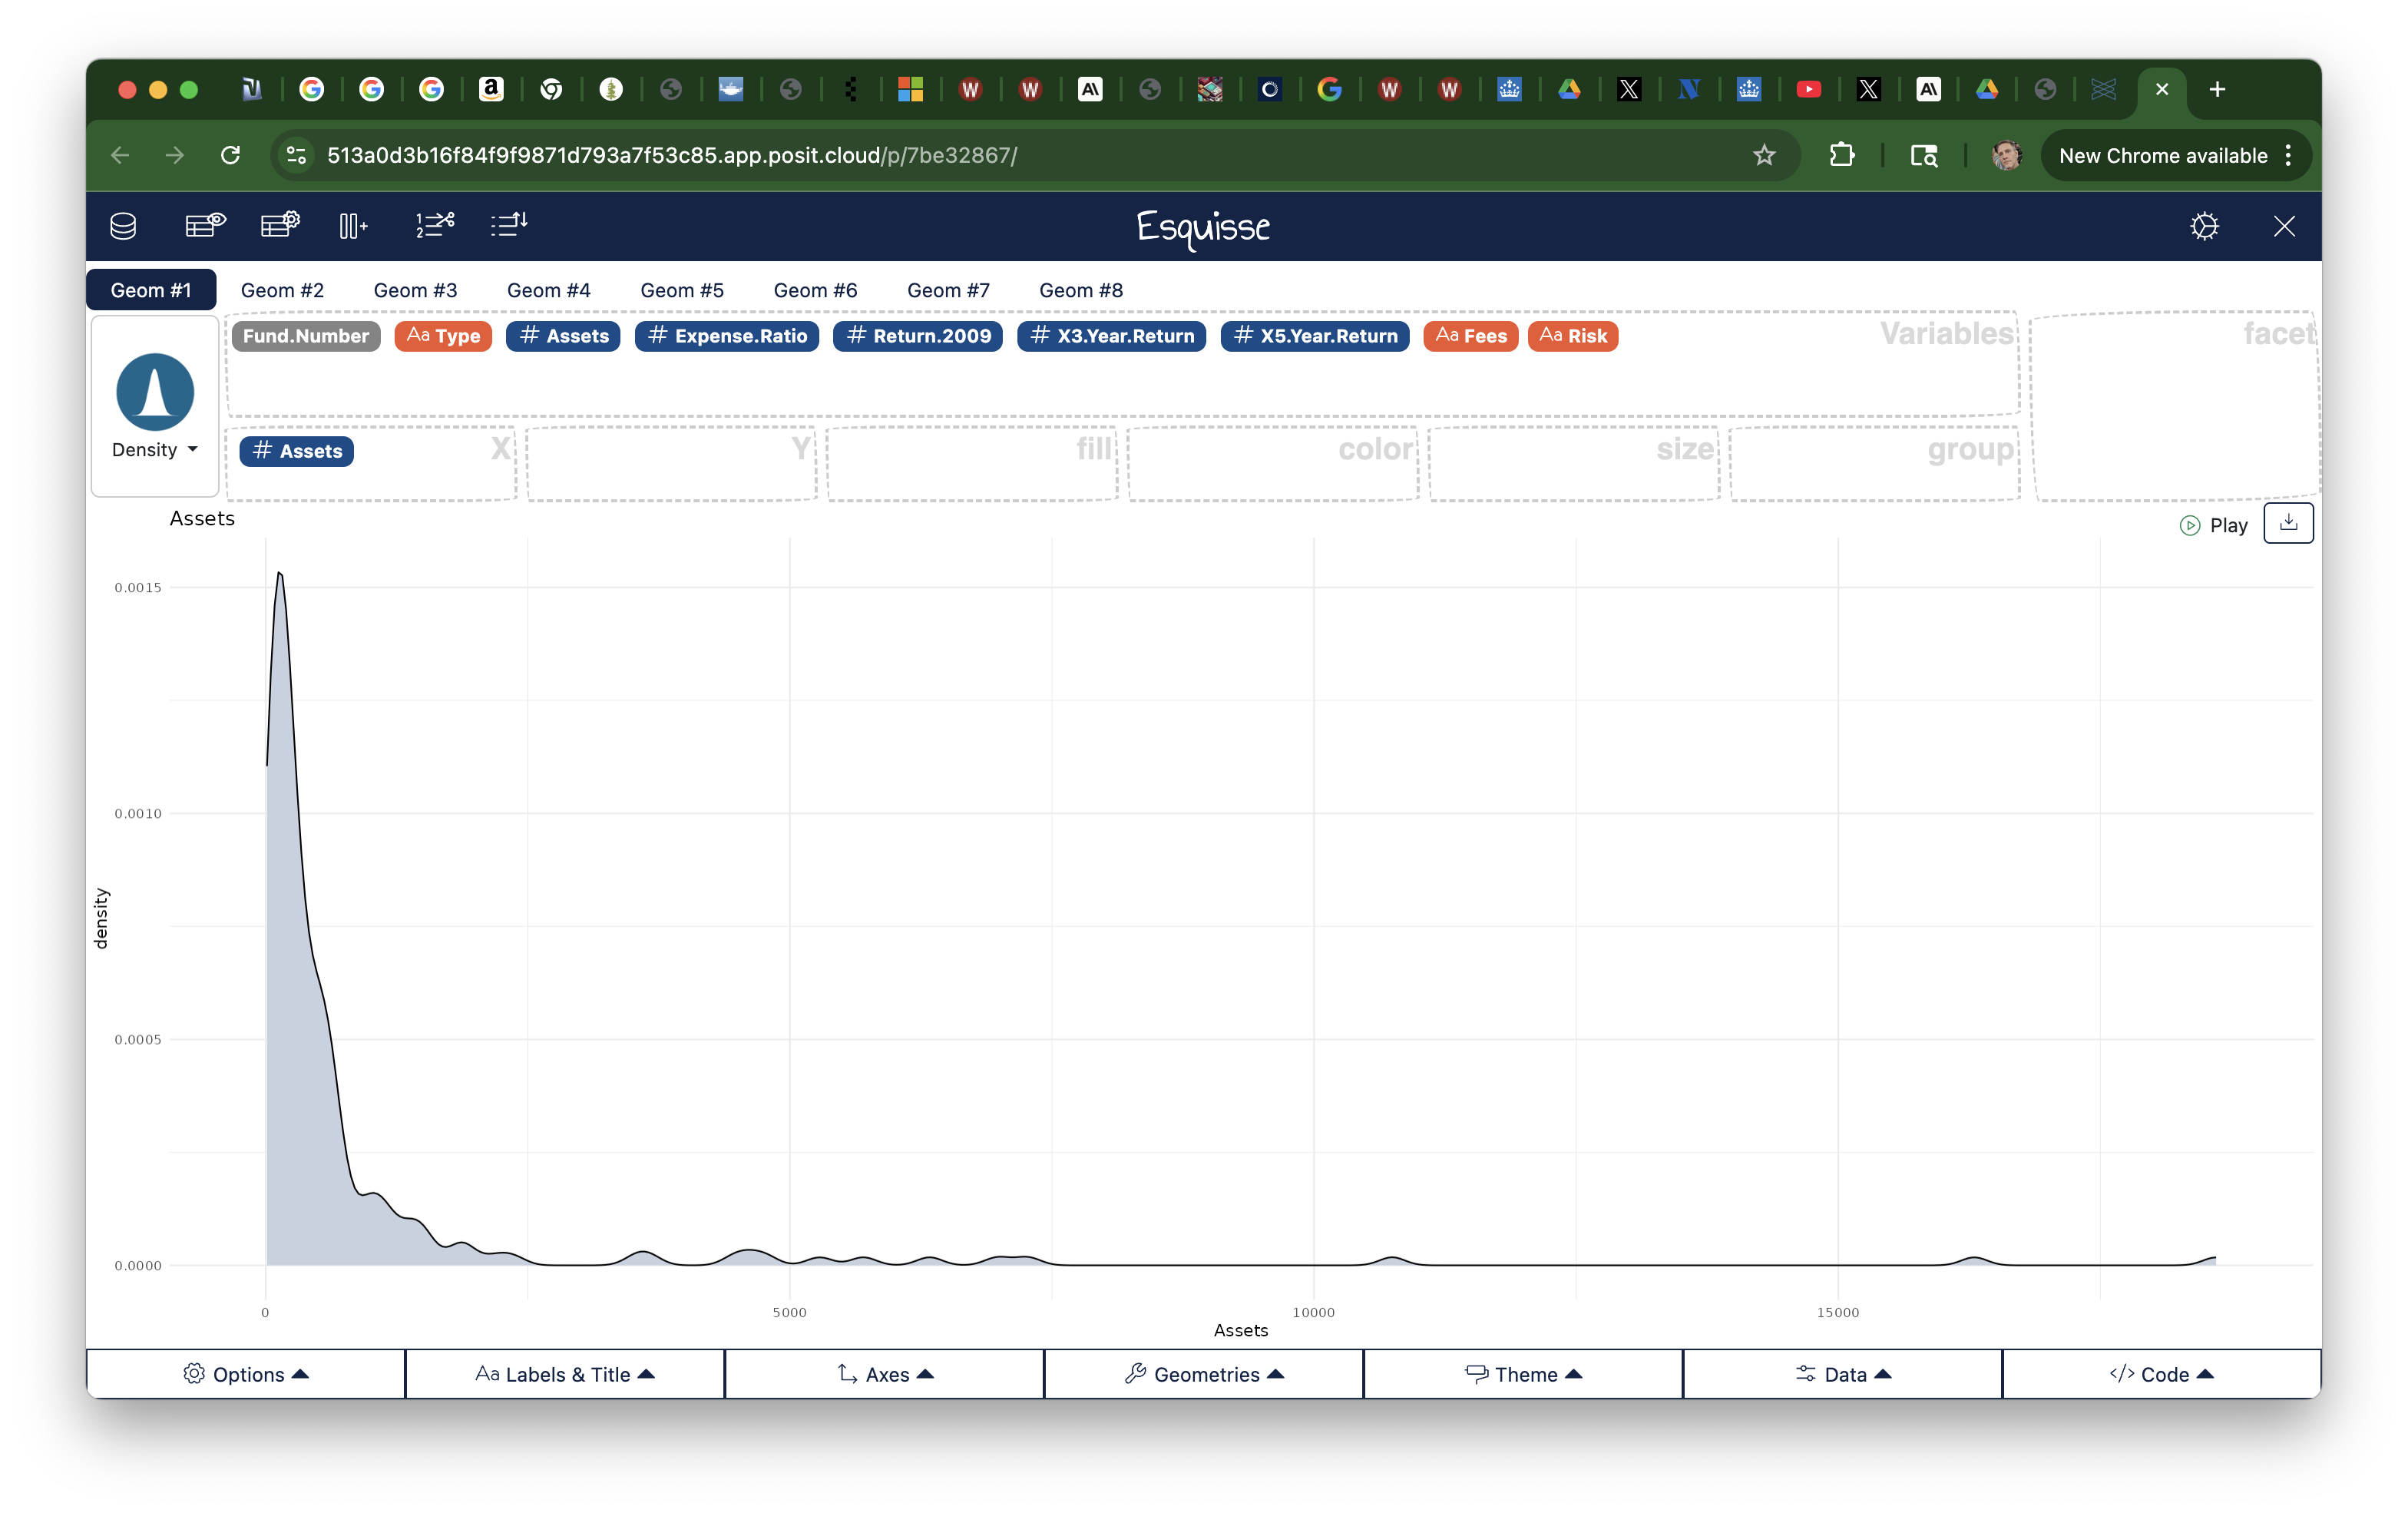 513a0d3b16f84f9f9871d793a7f53c85.app.posit.cloud/p/7be32867/
New Chrome available
Esquisse
Geom #1 Geom #2 Geom #3 Geom #4 Geom #5 Geom #6 Geom #7 Geom #8
Fund.Number Aa Type # Assets # Expense.Ratio # Return.2009 # X3.Year.Return # X5.Year.Return Aa Fees Aa Risk Variables facet
Density
# Assets X Y fill color size group
Assets
Play
0.0015
0.0010
0.0005
0.0000
density
0 5000 10000 15000
Assets
Options Aa Labels & Title Axes Geometries Theme Data </> Code